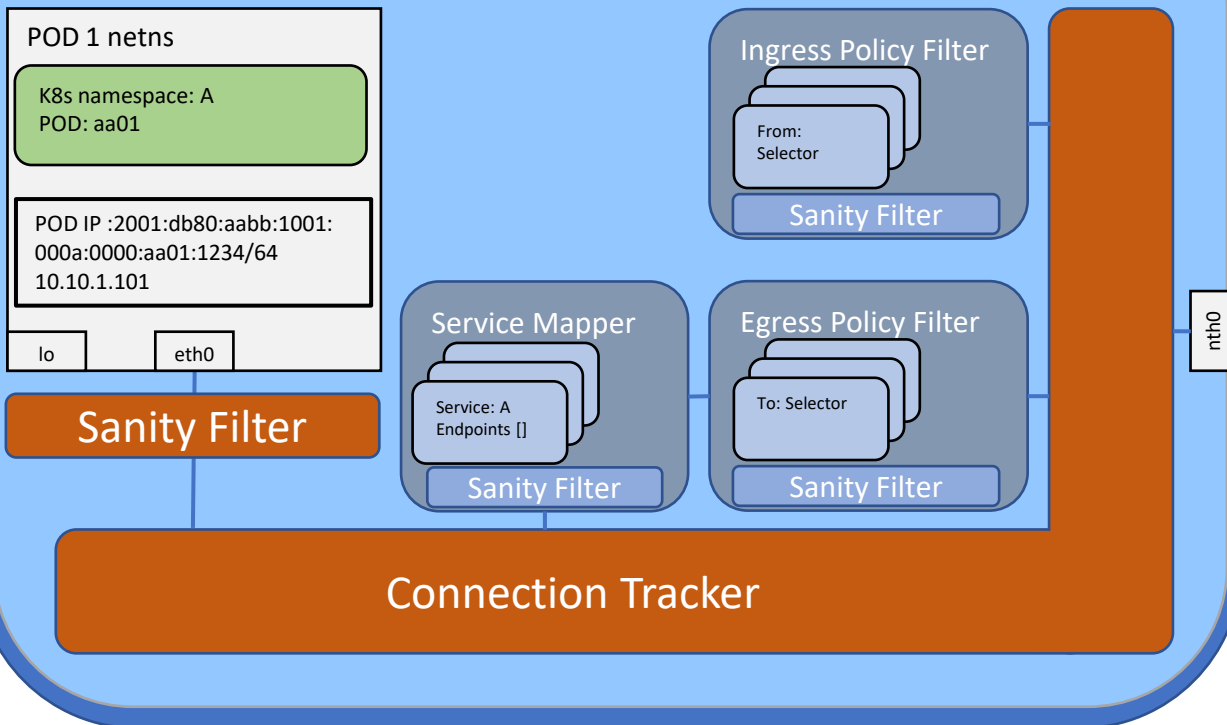 POD 1 netns
K8s namespace: A
POD: aa01
POD IP :2001:db80:aabb:1001:
000a:0000:aa01:1234/64
10.10.1.101
lo
eth0
Sanity Filter
Ingress Policy Filter
From:
Selector
Sanity Filter
Service Mapper
Service: A
Endpoints []
Sanity Filter
Egress Policy Filter
To: Selector
Sanity Filter
nth0
Connection Tracker